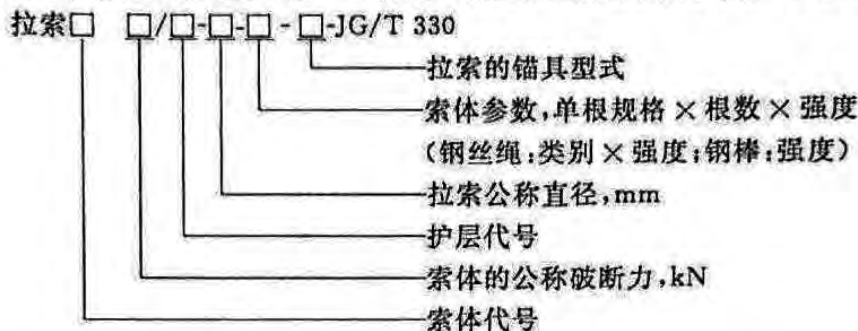 拉索□ □/□-□-□-□-JG/T 330
拉索的锚具型式
索体参数,单根规格×根数×强度
(钢丝绳:类别×强度;钢棒:强度)
拉索公称直径,mm
护层代号
索体的公称破断力,kN
索体代号